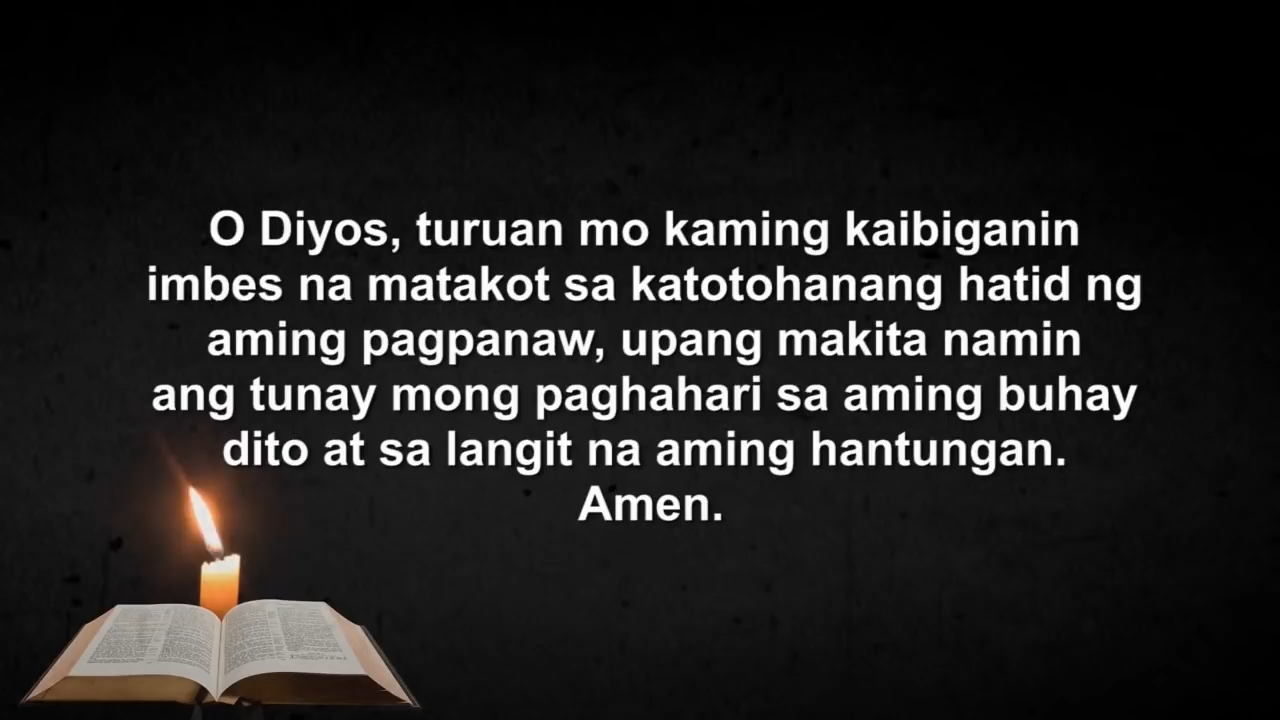 O Diyos, turuan mo kaming kaibiganin
imbes na matakot sa katotohanang hatid ng
aming pagpanaw, upang makita namin
ang tunay mong paghahari sa aming buhay
dito at sa langit na aming hantungan.
Amen.